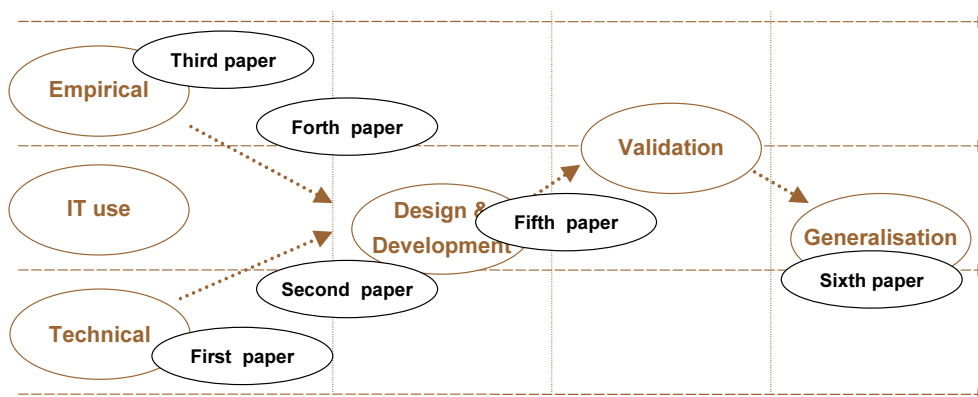 Third paper
Empirical
Forth paper
Validation
IT use
Design &
Development
Fifth paper
Generalisation
Second paper
Sixth paper
Technical
First paper